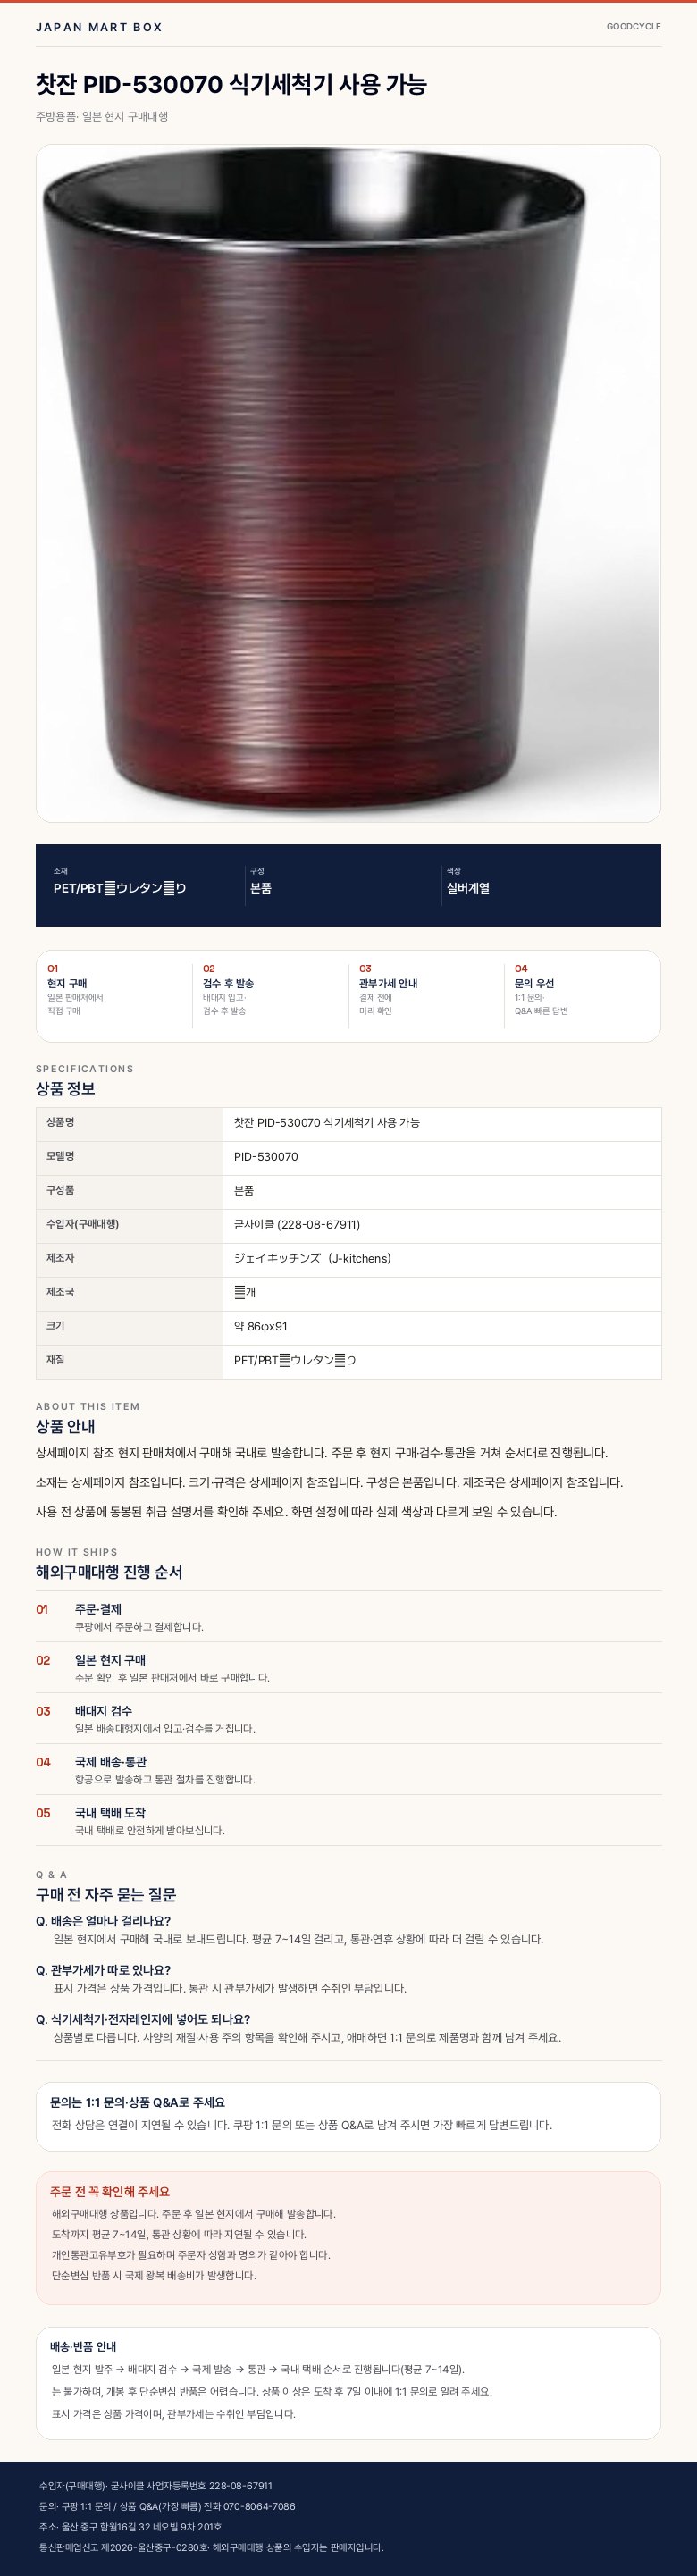 JAPAN MART BOX
GOODCYCLE
찻잔 PID-530070 식기세척기 사용 가능
주방용품· 일본 현지 구매대행
소재
PET/PBT ウレタン り
구성
본품
색상
실버계열
01
현지 구매
일본 판매처에서
직접 구매
02
검수 후 발송
배대지 입고·
검수 후 발송
03
관부가세 안내
결제 전에
미리 확인
04
문의 우선
1:1 문의·
Q&A 빠른 답변
SPECIFICATIONS
상품 정보
상품명
찻잔 PID-530070 식기세척기 사용 가능
모델명
PID-530070
구성품
본품
수입자(구매대행)
굳사이클 (228-08-67911)
제조자
ジェイキッチンズ（J-kitchens）
제조국
개
크기
약 86φx91
재질
PET/PBT ウレタン り
ABOUT THIS ITEM
상품 안내
상세페이지 참조 현지 판매처에서 구매해 국내로 발송합니다. 주문 후 현지 구매·검수·통관을 거쳐 순서대로 진행됩니다.
소재는 상세페이지 참조입니다. 크기·규격은 상세페이지 참조입니다. 구성은 본품입니다. 제조국은 상세페이지 참조입니다.
사용 전 상품에 동봉된 취급 설명서를 확인해 주세요. 화면 설정에 따라 실제 색상과 다르게 보일 수 있습니다.
HOW IT SHIPS
해외구매대행 진행 순서
01
주문·결제
쿠팡에서 주문하고 결제합니다.
02
일본 현지 구매
주문 확인 후 일본 판매처에서 바로 구매합니다.
03
배대지 검수
일본 배송대행지에서 입고·검수를 거칩니다.
04
국제 배송·통관
항공으로 발송하고 통관 절차를 진행합니다.
05
국내 택배 도착
국내 택배로 안전하게 받아보십니다.
Q & A
구매 전 자주 묻는 질문
Q. 배송은 얼마나 걸리나요?
일본 현지에서 구매해 국내로 보내드립니다. 평균 7~14일 걸리고, 통관·연휴 상황에 따라 더 걸릴 수 있습니다.
Q. 관부가세가 따로 있나요?
표시 가격은 상품 가격입니다. 통관 시 관부가세가 발생하면 수취인 부담입니다.
Q. 식기세척기·전자레인지에 넣어도 되나요?
상품별로 다릅니다. 사양의 재질·사용 주의 항목을 확인해 주시고, 애매하면 1:1 문의로 제품명과 함께 남겨 주세요.
문의는 1:1 문의·상품 Q&A로 주세요
전화 상담은 연결이 지연될 수 있습니다. 쿠팡 1:1 문의 또는 상품 Q&A로 남겨 주시면 가장 빠르게 답변드립니다.
주문 전 꼭 확인해 주세요
해외구매대행 상품입니다. 주문 후 일본 현지에서 구매해 발송합니다.
도착까지 평균 7~14일, 통관 상황에 따라 지연될 수 있습니다.
개인통관고유부호가 필요하며 주문자 성함과 명의가 같아야 합니다.
단순변심 반품 시 국제 왕복 배송비가 발생합니다.
배송·반품 안내
일본 현지 발주 → 배대지 검수 → 국제 발송 → 통관 → 국내 택배 순서로 진행됩니다(평균 7~14일).
는 불가하며, 개봉 후 단순변심 반품은 어렵습니다. 상품 이상은 도착 후 7일 이내에 1:1 문의로 알려 주세요.
표시 가격은 상품 가격이며, 관부가세는 수취인 부담입니다.
수입자(구매대행)· 굳사이클 사업자등록번호 228-08-67911
문의· 쿠팡 1:1 문의 / 상품 Q&A(가장 빠름) 전화 070-8064-7086
주소· 울산 중구 함월16길 32 네오빌 9차 201호
통신판매업신고 제2026-울산중구-0280호· 해외구매대행 상품의 수입자는 판매자입니다.